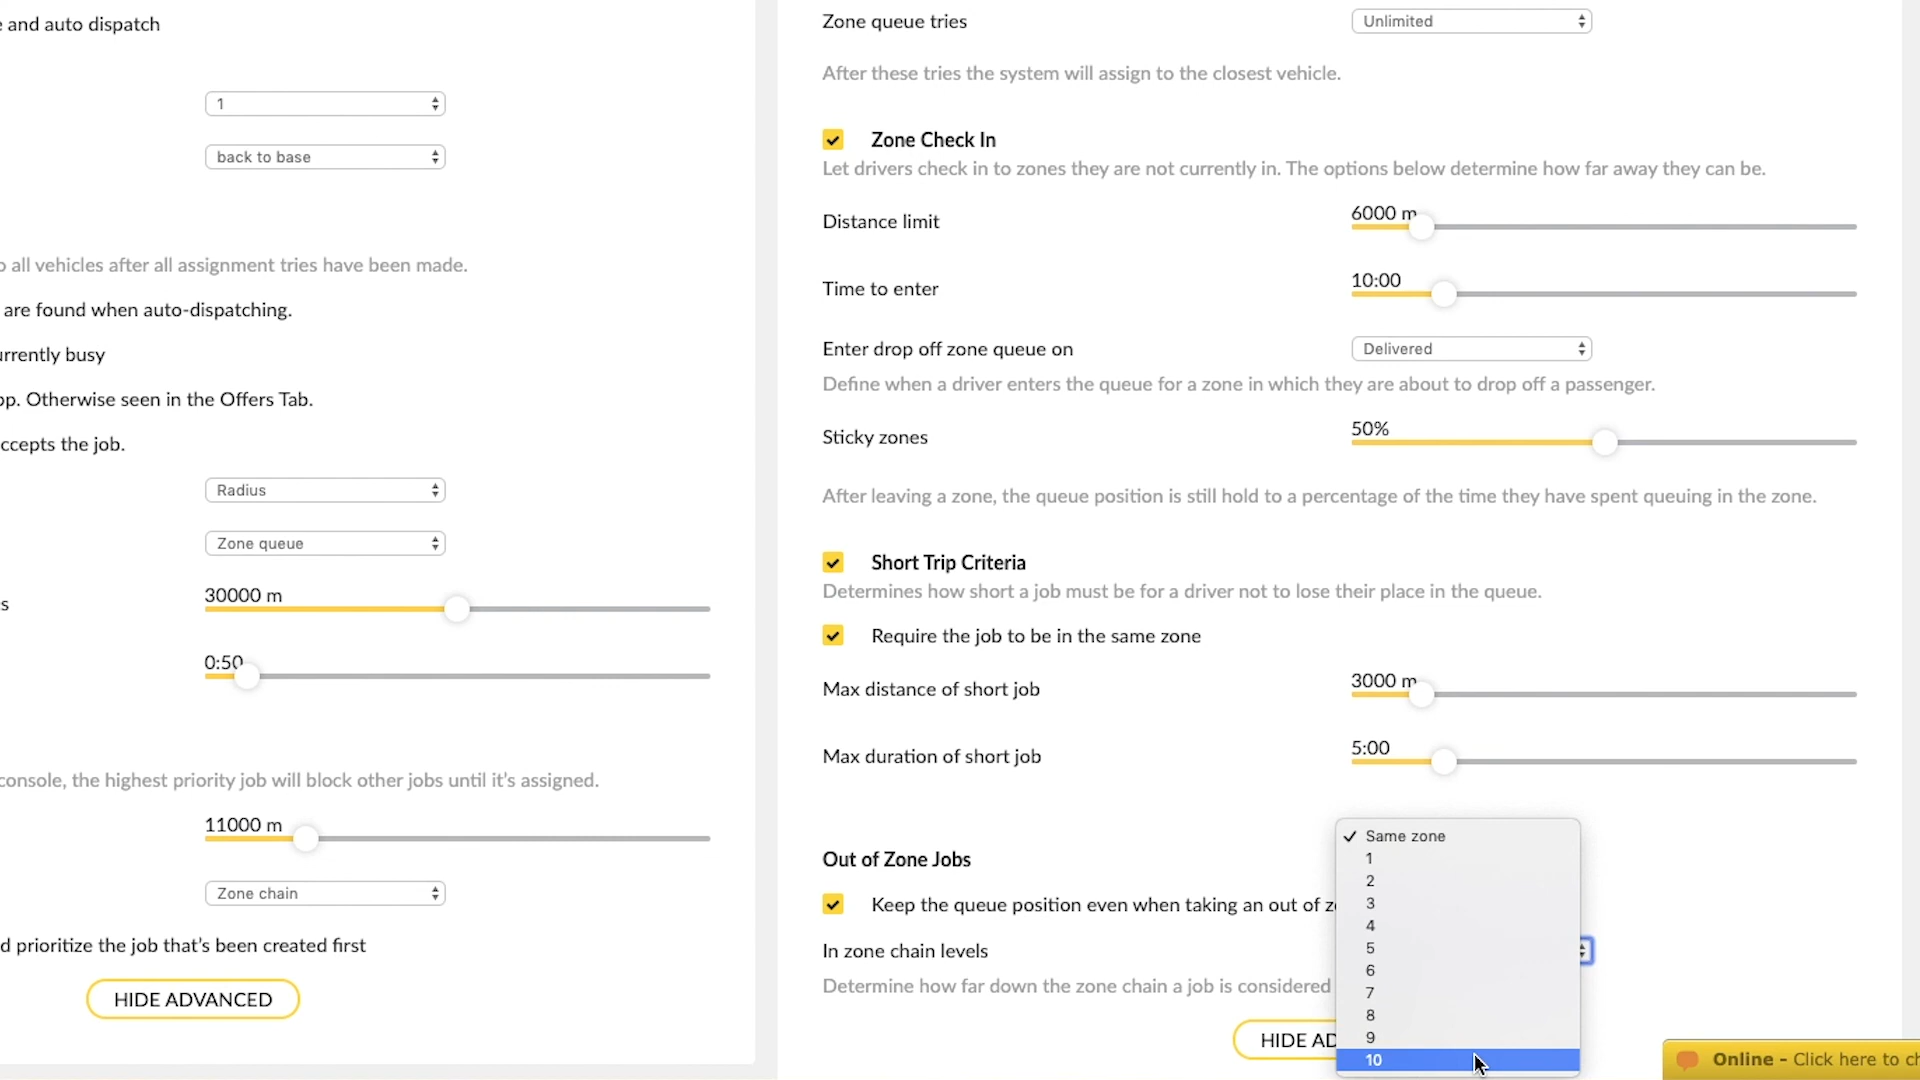 e and auto dispatch
1
back to base
o all vehicles after all assignment tries have been made.
are found when auto-dispatching.
urrently busy
op. Otherwise seen in the Offers Tab.
ccepts the job.
Radius
Zone queue
s
30000 m
0:50
console, the highest priority job will block other jobs until it's assigned.
11000 m
Zone chain
d prioritize the job that's been created first
HIDE ADVANCED
Zone queue tries
Unlimited
After these tries the system will assign to the closest vehicle.
Zone Check In
Let drivers check in to zones they are not currently in. The options below determine how far away they can be.
Distance limit
6000 m
Time to enter
10:00
Enter drop off zone queue on
Delivered
Define when a driver enters the queue for a zone in which they are about to drop off a passenger.
Sticky zones
50%
After leaving a zone, the queue position is still hold to a percentage of the time they have spent queuing in the zone.
Short Trip Criteria
Determines how short a job must be for a driver not to lose their place in the queue.
Require the job to be in the same zone
Max distance of short job
3000 m
Max duration of short job
5:00
Out of Zone Jobs
Keep the queue position even when taking an out of z
In zone chain levels
Determine how far down the zone chain a job is considered
HIDE AD
Same zone
1
2
3
4
5
6
7
8
9
10
Online - Click here to ch